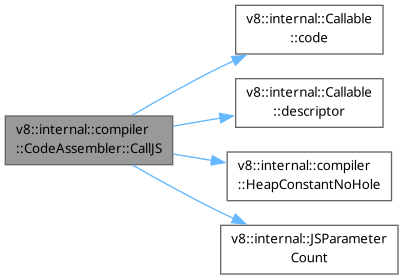 v8::internal::Callable
::code
v8::internal::Callable
::descriptor
v8::internal::compiler
::CodeAssembler::CallJS
v8::internal::compiler
::HeapConstantNoHole
v8::internal::JSParameter
Count